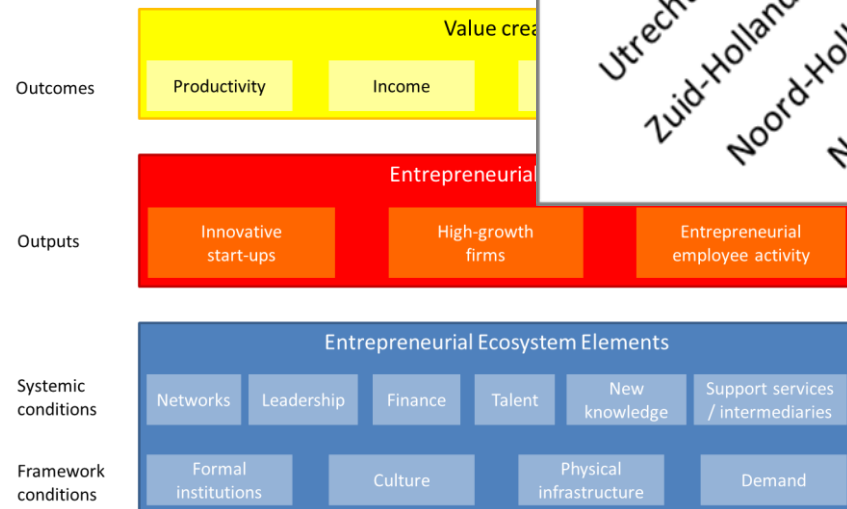 Value crea
Utrecht
Zuid-Holland
Noord-Holl
Outcomes
Productivity
Income
Entrepreneurial
Outputs
Innovative
start-ups
High-growth
firms
Entrepreneurial
employee activity
Entrepreneurial Ecosystem Elements
Systemic
conditions
Networks
Leadership
Finance
Talent
New
knowledge
Support services
/ intermediaries
Framework
conditions
Formal
institutions
Culture
Physical
infrastructure
Demand